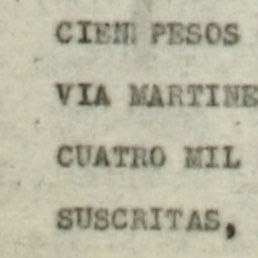 CIEN PESOS
VIA MARTINE
CUATRO MIL
SUSCRITAS,